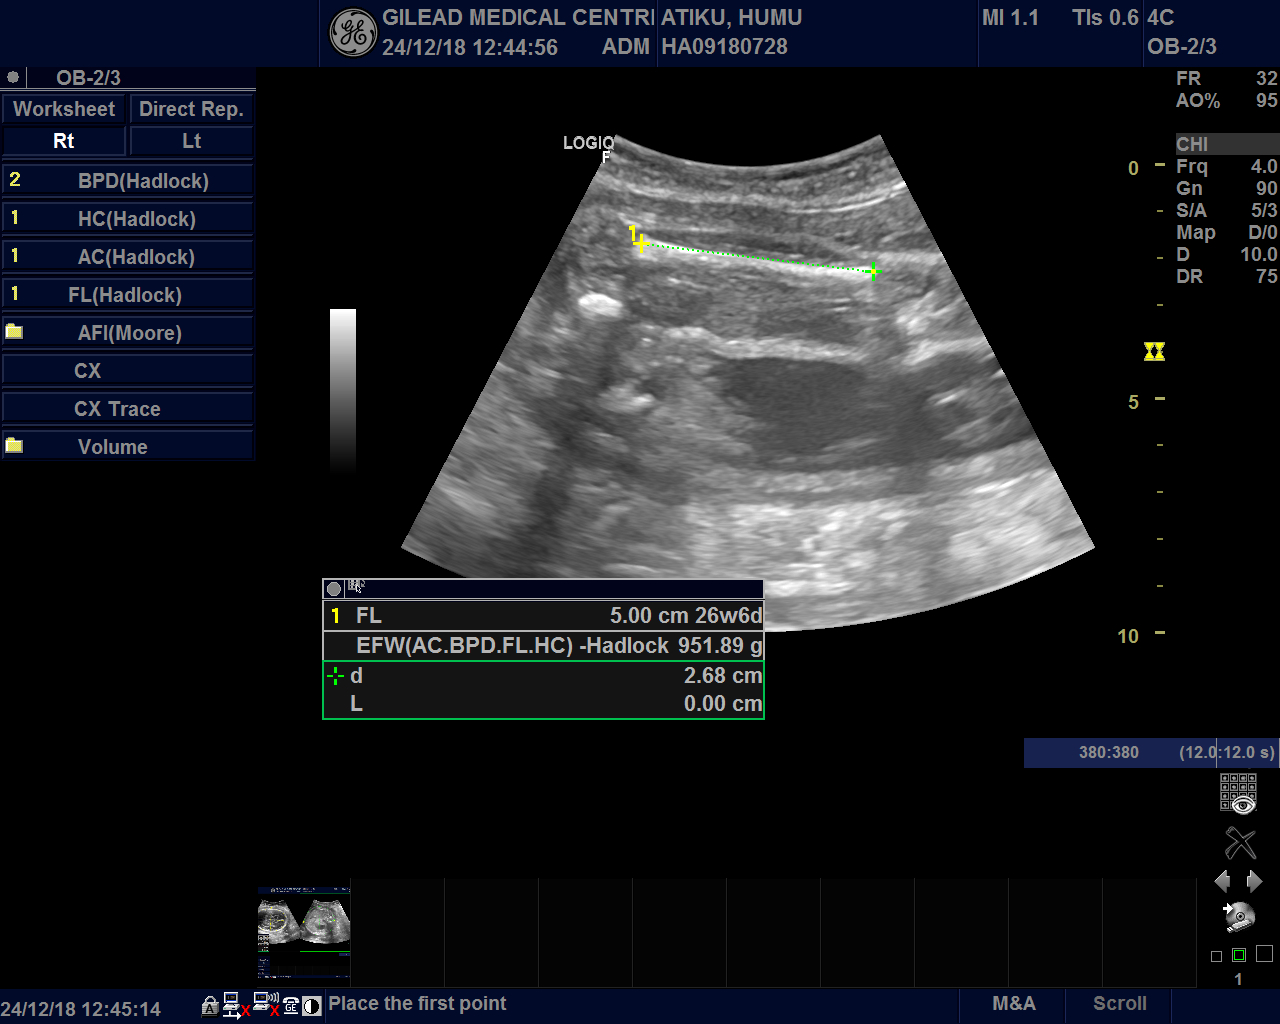 GILEAD MEDICAL CENTR
ATIKU, HUMU
MI 1.1
TIs 0.6
4C
24/12/18 12:44:56
ADM
HA09180728
OB-2/3
OB-2/3
Worksheet
Direct Rep.
Rt
Lt
2 BPD(Hadlock)
1 HC(Hadlock)
1 AC(Hadlock)
1 FL(Hadlock)
AFI(Moore)
CX
CX Trace
Volume
LOGIQ
F
1
FR 32
AO% 95
CHI
Frq 4.0
Gn 90
S/A 5/3
Map D/0
D 10.0
DR 75
0
5
10
1 FL 5.00 cm 26w6d
EFW(AC.BPD.FL.HC) -Hadlock 951.89 g
d 2.68 cm
L 0.00 cm
380:380 (12.0:12.0 s)
1
24/12/18 12:45:14
Place the first point
M&A
Scroll